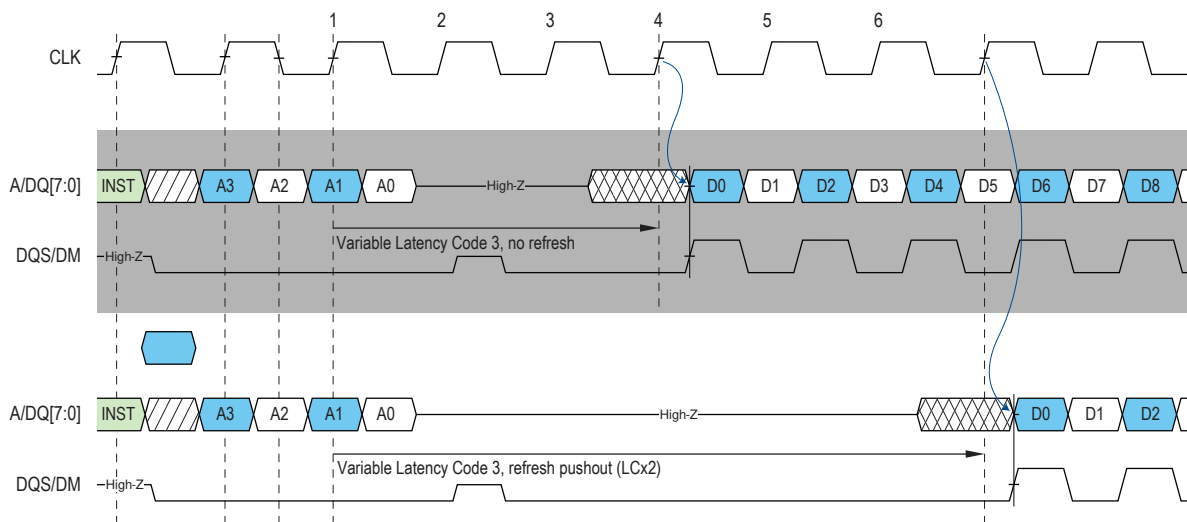 1 2 3 4 5 6
CLK
A/DQ[7:0] INST A3 A2 A1 A0 High-Z D0 D1 D2 D3 D4 D5 D6 D7 D8
Variable Latency Code 3, no refresh
DQS/DM High-Z
A/DQ[7:0] INST A3 A2 A1 A0 High-Z D0 D1 D2
Variable Latency Code 3, refresh pushout (LCx2)
DQS/DM High-Z